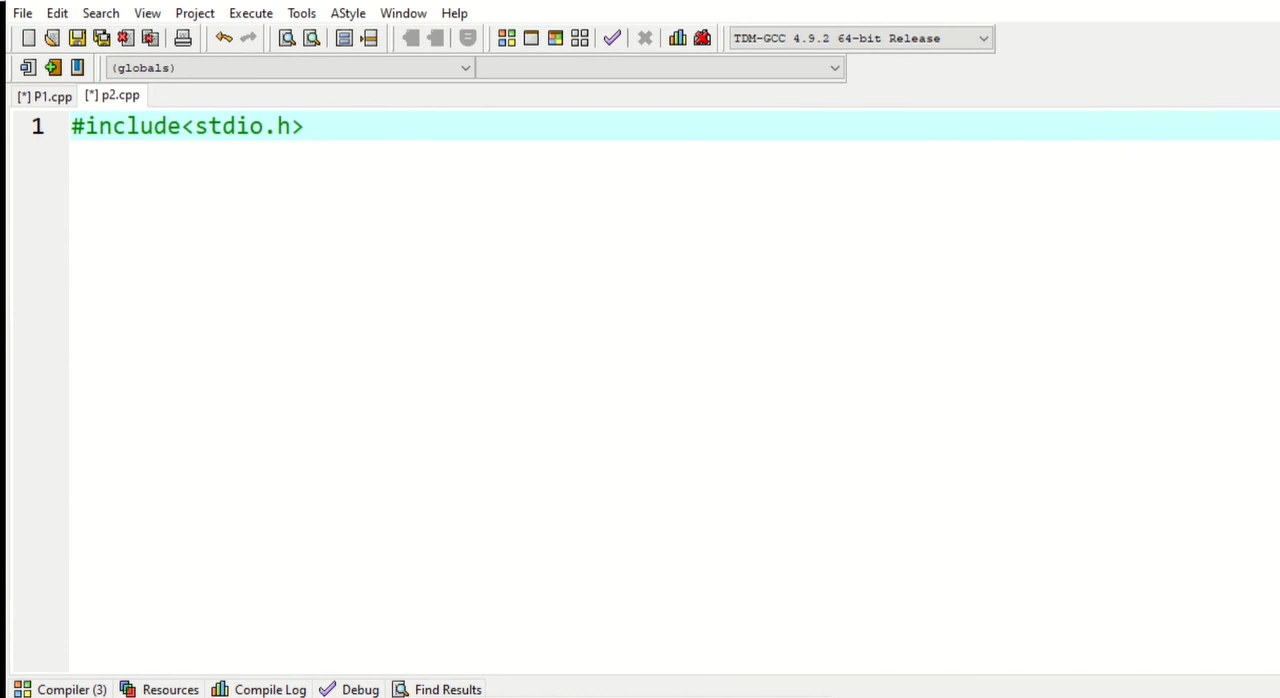 File Edit Search View Project Execute Tools AStyle Window Help
TDM-GCC 4.9.2 64-bit Release
(globals)
[*] P1.cpp [*] p2.cpp
1 #include<stdio.h>
Compiler (3) Resources Compile Log Debug Find Results